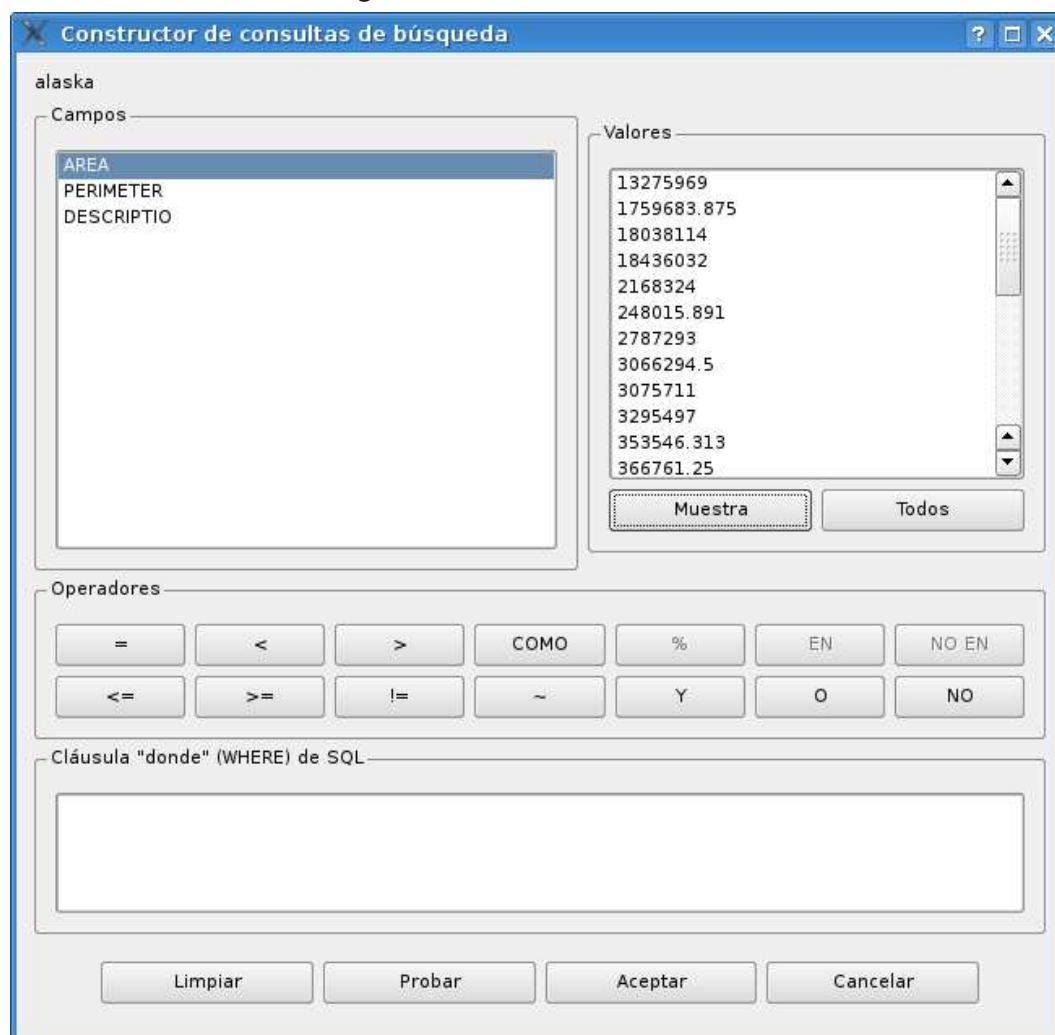 Constructor de consultas de búsqueda
alaska
Campos
AREA
PERIMETER
DESCRIPTIO
Valores
13275969
1759683.875
18038114
18436032
2168324
248015.891
2787293
3066294.5
3075711
3295497
353546.313
366761.25
Muestra Todos
Operadores
= < > COMO % EN NO EN
<= >= != ~ Y O NO
Cláusula "donde" (WHERE) de SQL
Limpiar Probar Aceptar Cancelar